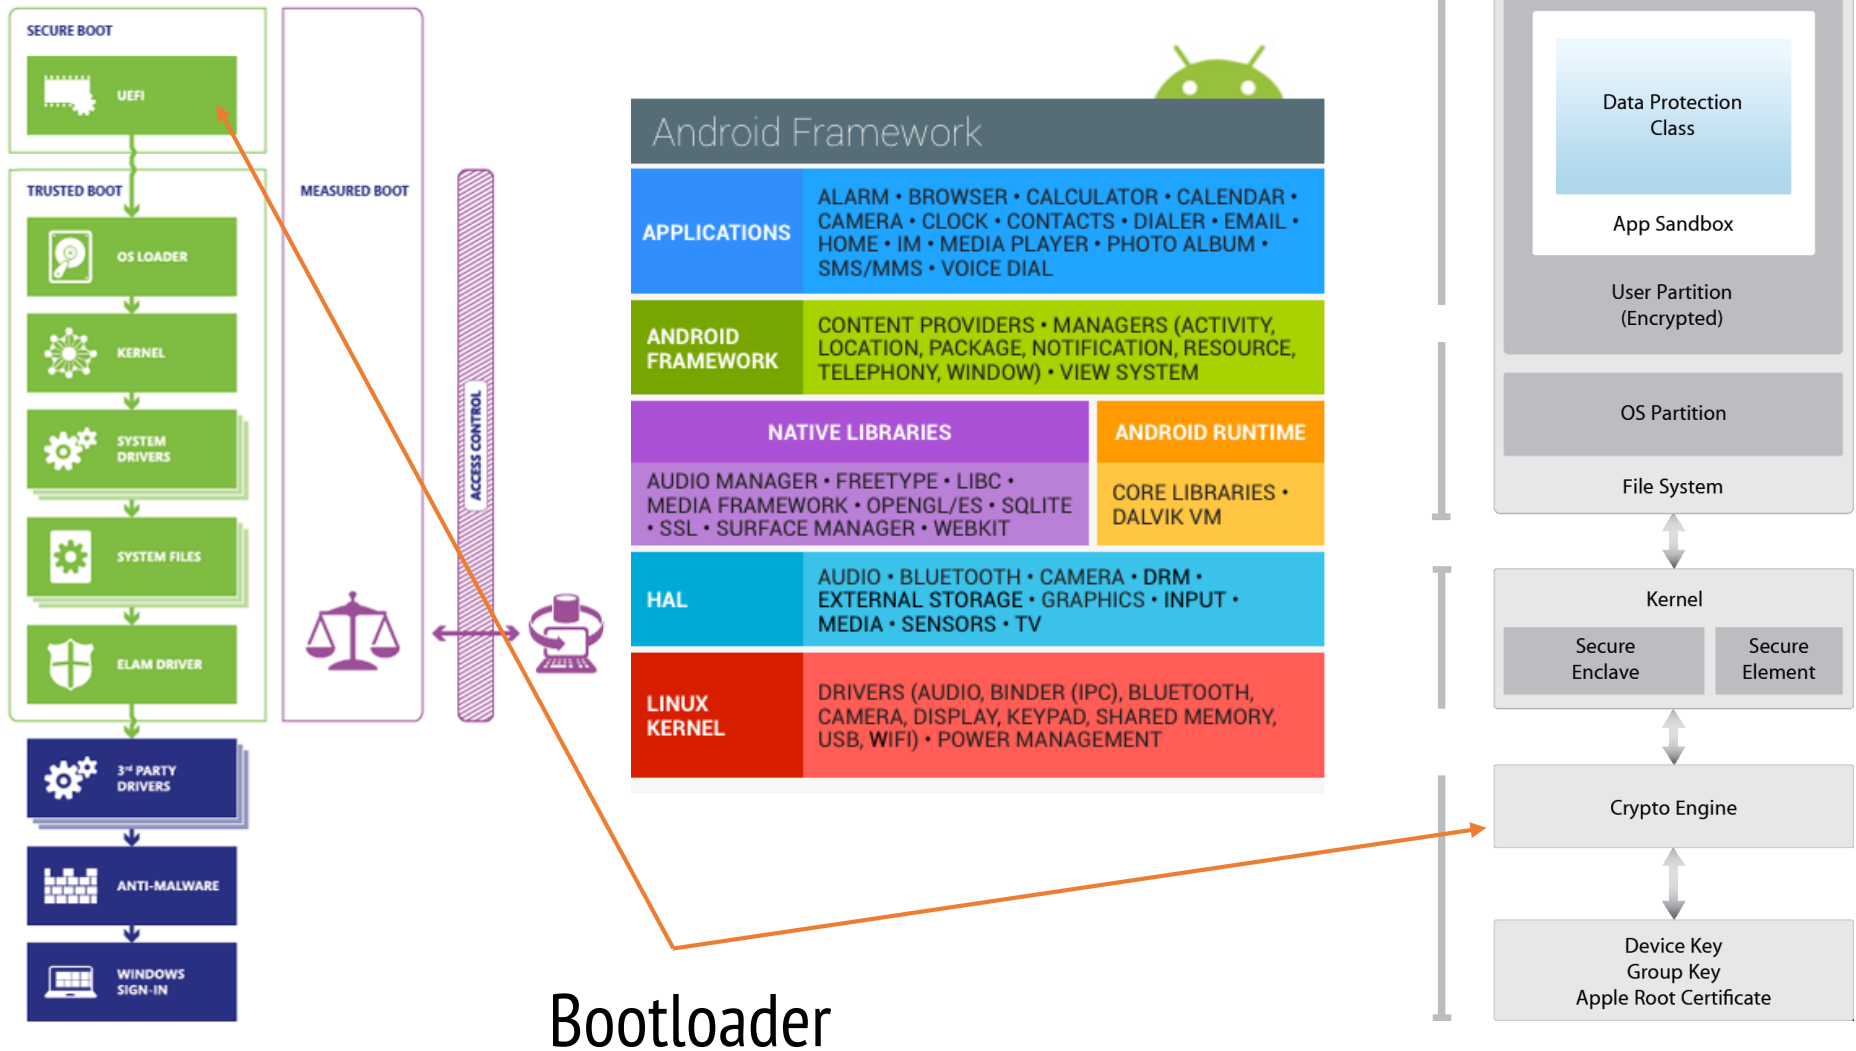 SECURE BOOT
UEFI
TRUSTED BOOT
OS LOADER
KERNEL
SYSTEM
DRIVERS
SYSTEM FILES
ELAM DRIVER
3rd PARTY
DRIVERS
ANTI-MALWARE
WINDOWS
SIGN-IN
MEASURED BOOT
ACCESS CONTROL
Android Framework
APPLICATIONS
ALARM • BROWSER • CALCULATOR • CALENDAR •
CAMERA • CLOCK • CONTACTS • DIALER • EMAIL •
HOME • IM • MEDIA PLAYER • PHOTO ALBUM •
SMS/MMS • VOICE DIAL
ANDROID
FRAMEWORK
CONTENT PROVIDERS • MANAGERS (ACTIVITY,
LOCATION, PACKAGE, NOTIFICATION, RESOURCE,
TELEPHONY, WINDOW) • VIEW SYSTEM
NATIVE LIBRARIES
AUDIO MANAGER • FREETYPE • LIBC •
MEDIA FRAMEWORK • OPENGL/ES • SQLITE
• SSL • SURFACE MANAGER • WEBKIT
ANDROID RUNTIME
CORE LIBRARIES •
DALVIK VM
HAL
AUDIO • BLUETOOTH • CAMERA • DRM •
EXTERNAL STORAGE • GRAPHICS • INPUT •
MEDIA • SENSORS • TV
LINUX
KERNEL
DRIVERS (AUDIO, BINDER (IPC), BLUETOOTH,
CAMERA, DISPLAY, KEYPAD, SHARED MEMORY,
USB, WIFI) • POWER MANAGEMENT
Bootloader
Data Protection
Class
App Sandbox
User Partition
(Encrypted)
OS Partition
File System
Kernel
Secure
Enclave
Secure
Element
Crypto Engine
Device Key
Group Key
Apple Root Certificate